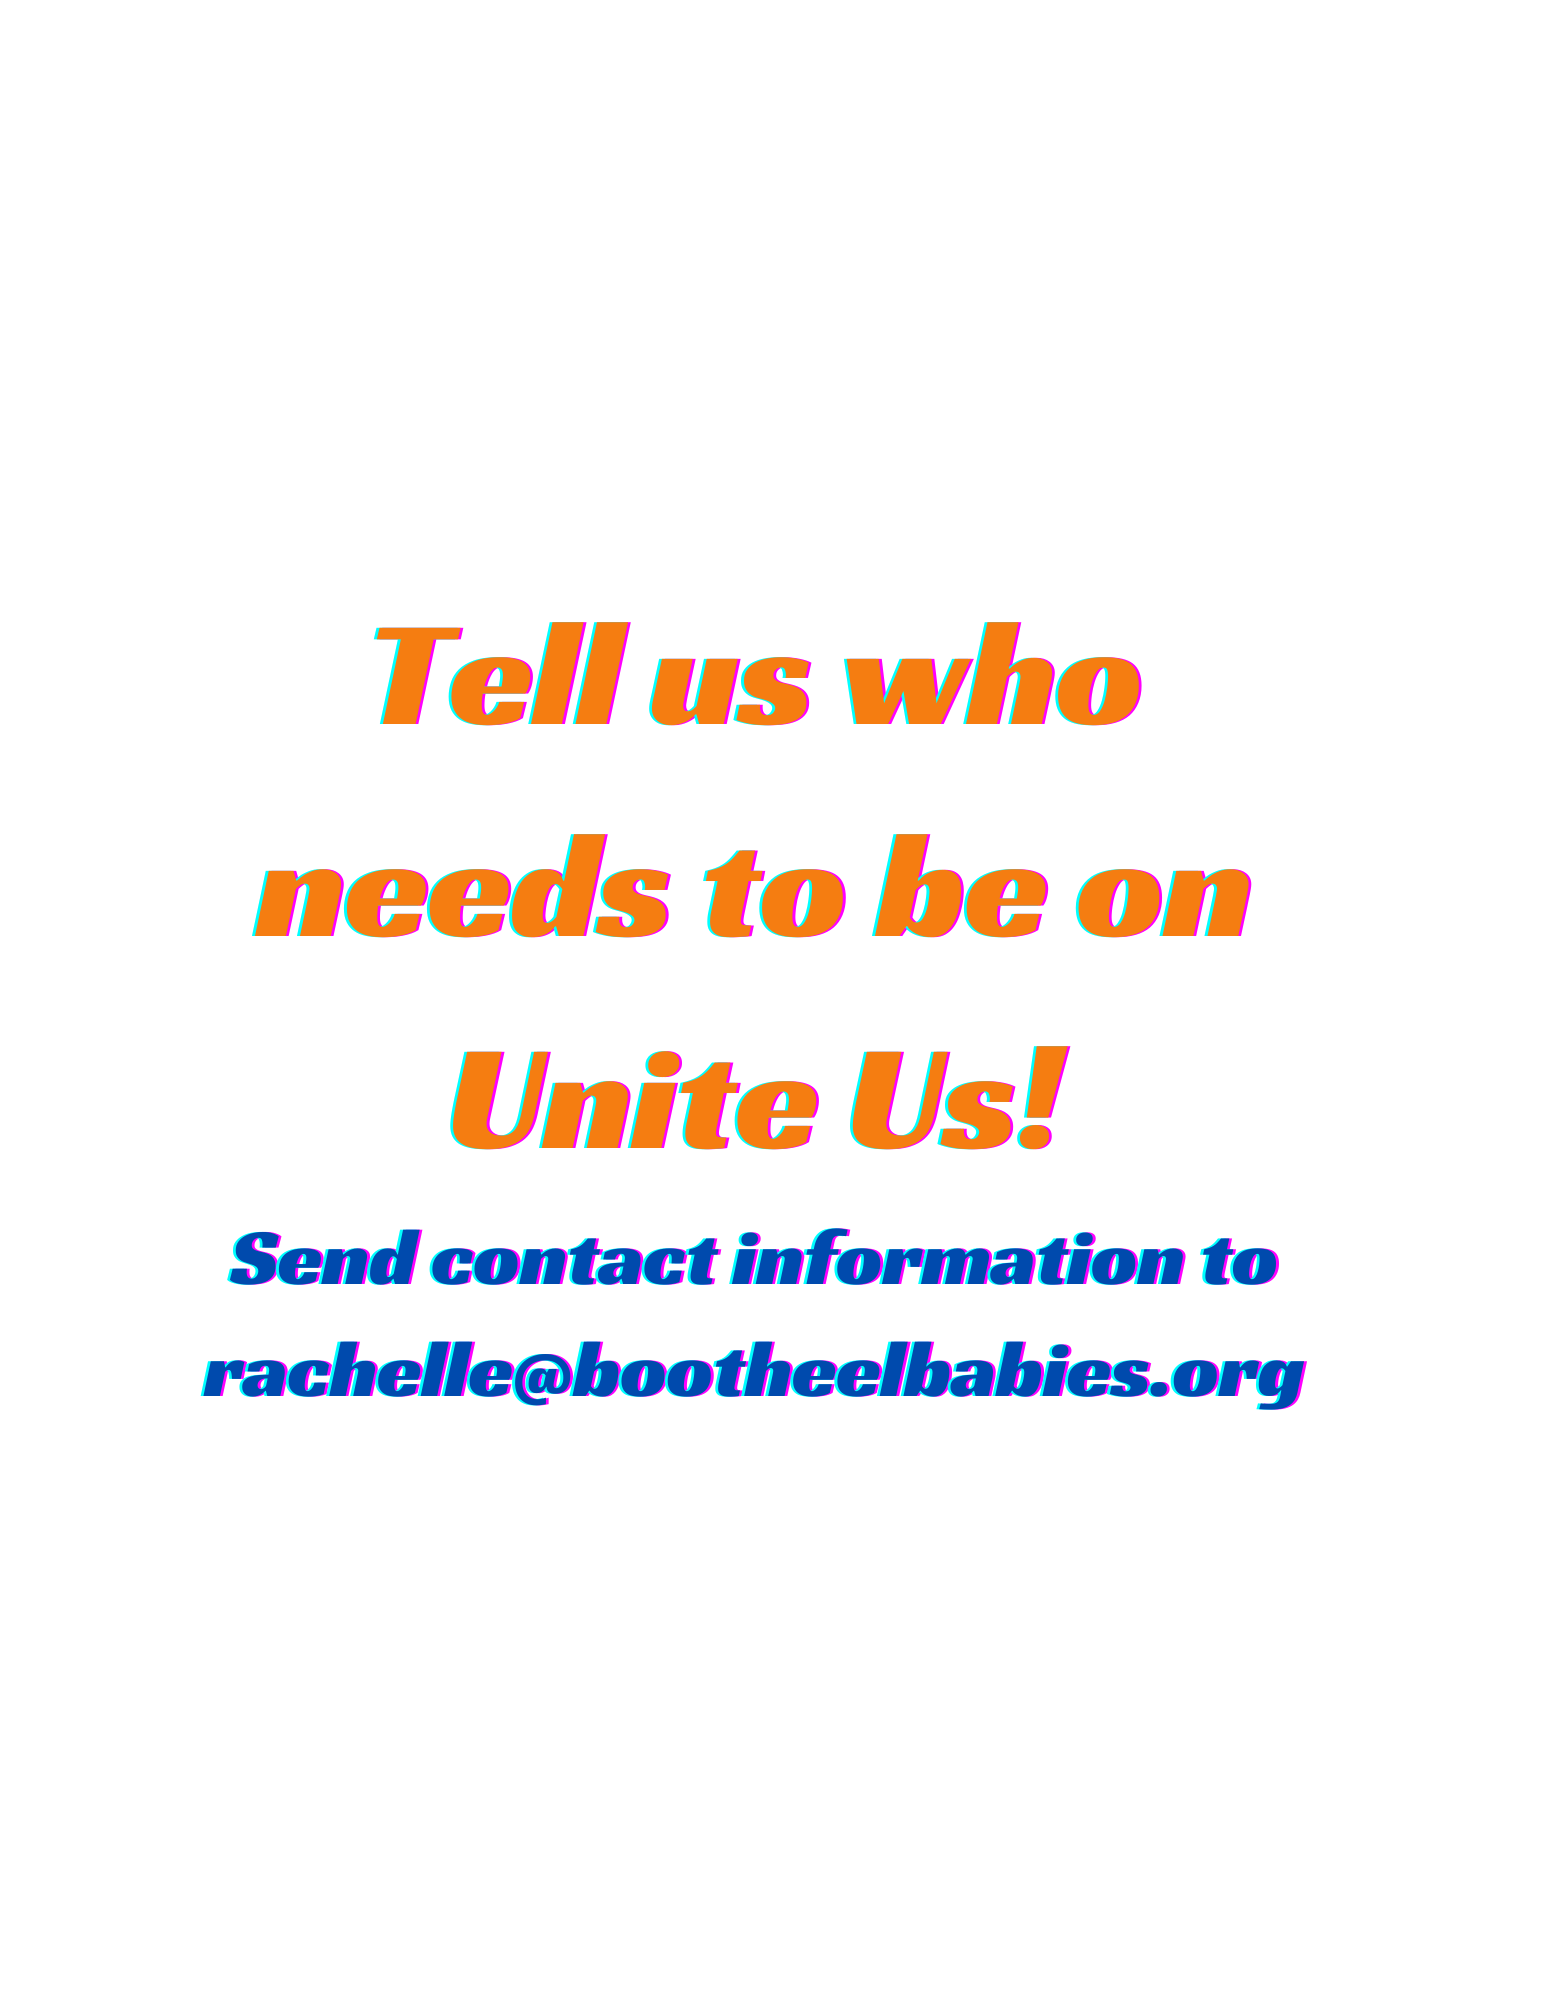 Tell us who
needs to be on
Unite Us!
Send contact information to
rachelle@bootheelbabies.org